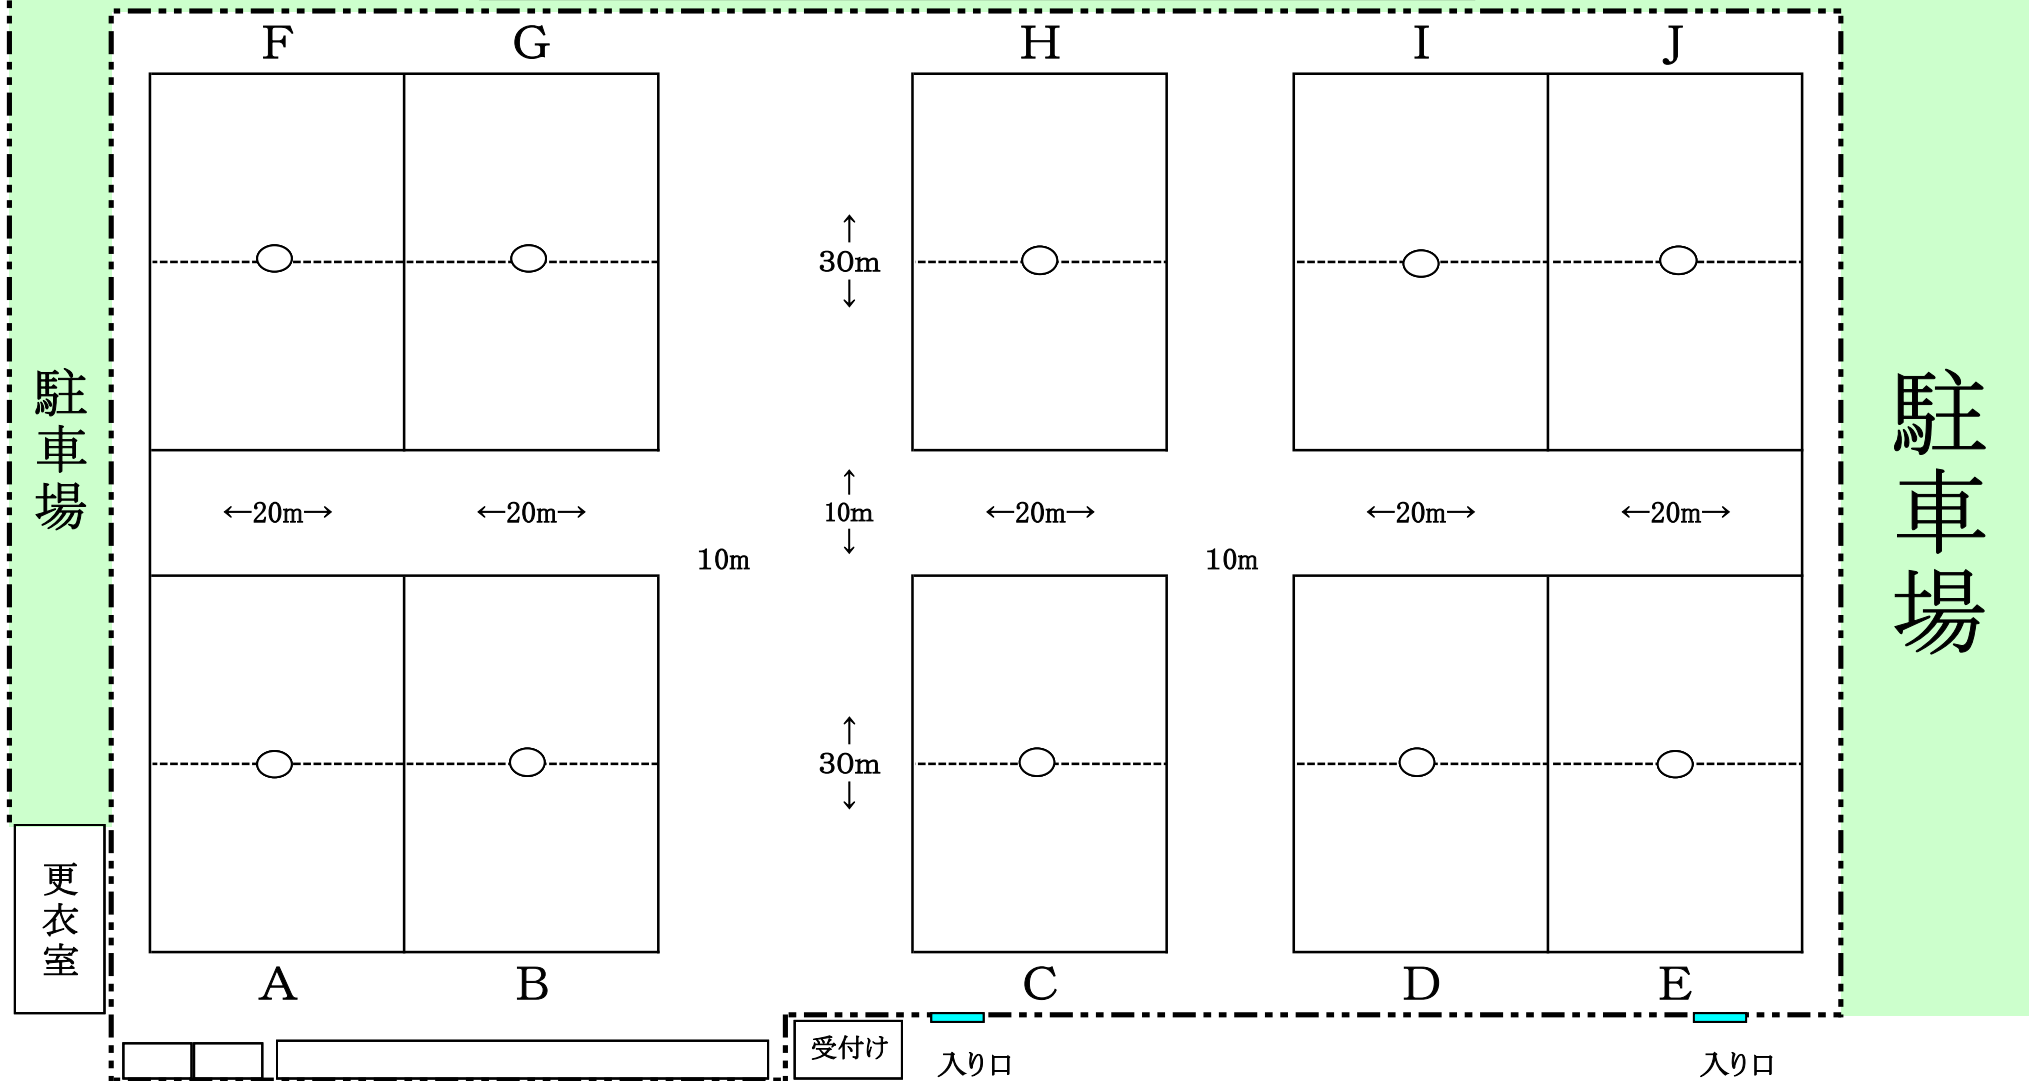 F G H I J
↑
30m
↓
駐車場
駐車場
↑
10m
↓
←20m→ ←20m→ ←20m→ ←20m→ ←20m→
10m 10m
↑
30m
↓
更衣室
A B C D E
受付け
入り口 入り口